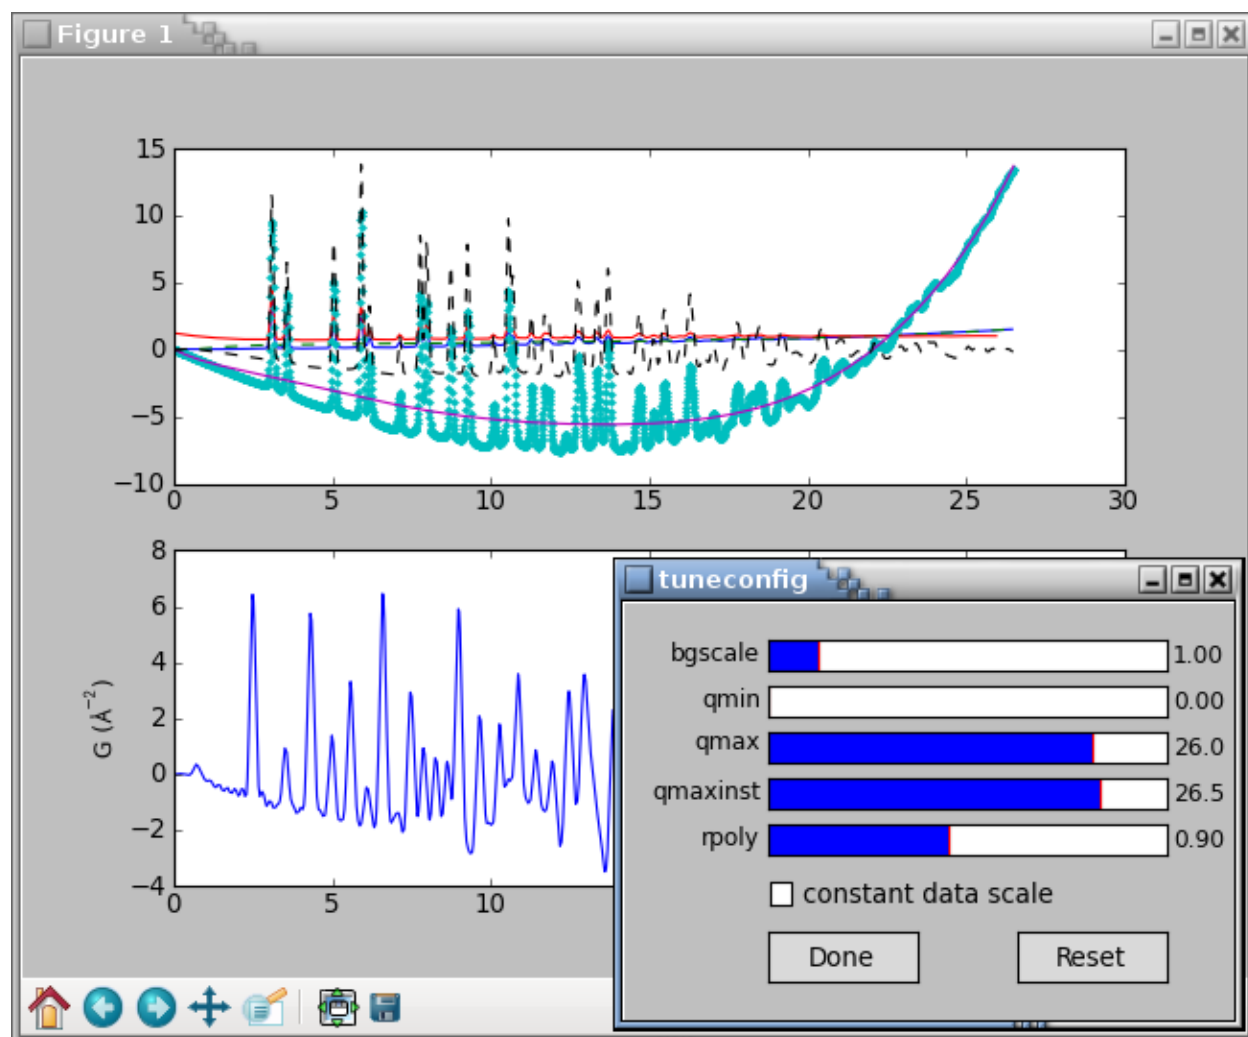 Figure 1
15
10
5
0
−5
−10
0 5 10 15 20 25 30
8
6
4
2
0
−2
−4
G (Å⁻²)
0 5 10
tuneconfig
bgscale 1.00
qmin 0.00
qmax 26.0
qmaxinst 26.5
rpoly 0.90
constant data scale
Done Reset